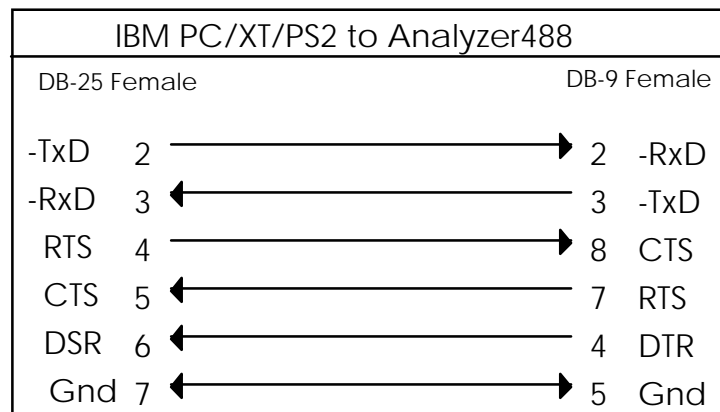 IBM PC/XT/PS2 to Analyzer488
DB-25 Female DB-9 Female
-TxD 2 2 -RxD
-RxD 3 3 -TxD
RTS 4 8 CTS
CTS 5 7 RTS
DSR 6 4 DTR
Gnd 7 5 Gnd